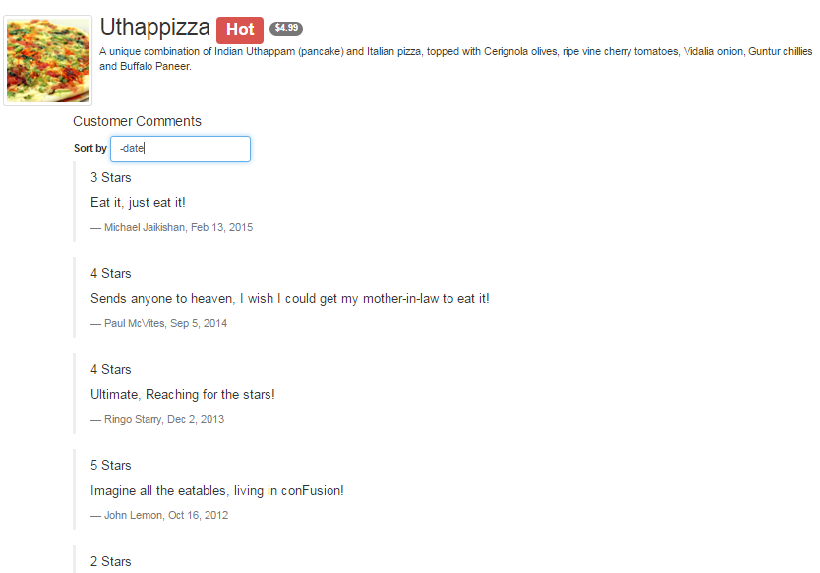 Uthappizza Hot $4.99
A unique combination of Indian Uthappam (pancake) and Italian pizza, topped with Cerignola olives, ripe vine cherry tomatoes, Vidalia onion, Guntur chillies
and Buffalo Paneer.
Customer Comments
Sort by -date
3 Stars
Eat it, just eat it!
— Michael Jaikishan, Feb 13, 2015
4 Stars
Sends anyone to heaven, I wish I could get my mother-in-law to eat it!
— Paul McVites, Sep 5, 2014
4 Stars
Ultimate, Reaching for the stars!
— Ringo Starry, Dec 2, 2013
5 Stars
Imagine all the eatables, living in conFusion!
— John Lemon, Oct 16, 2012
2 Stars